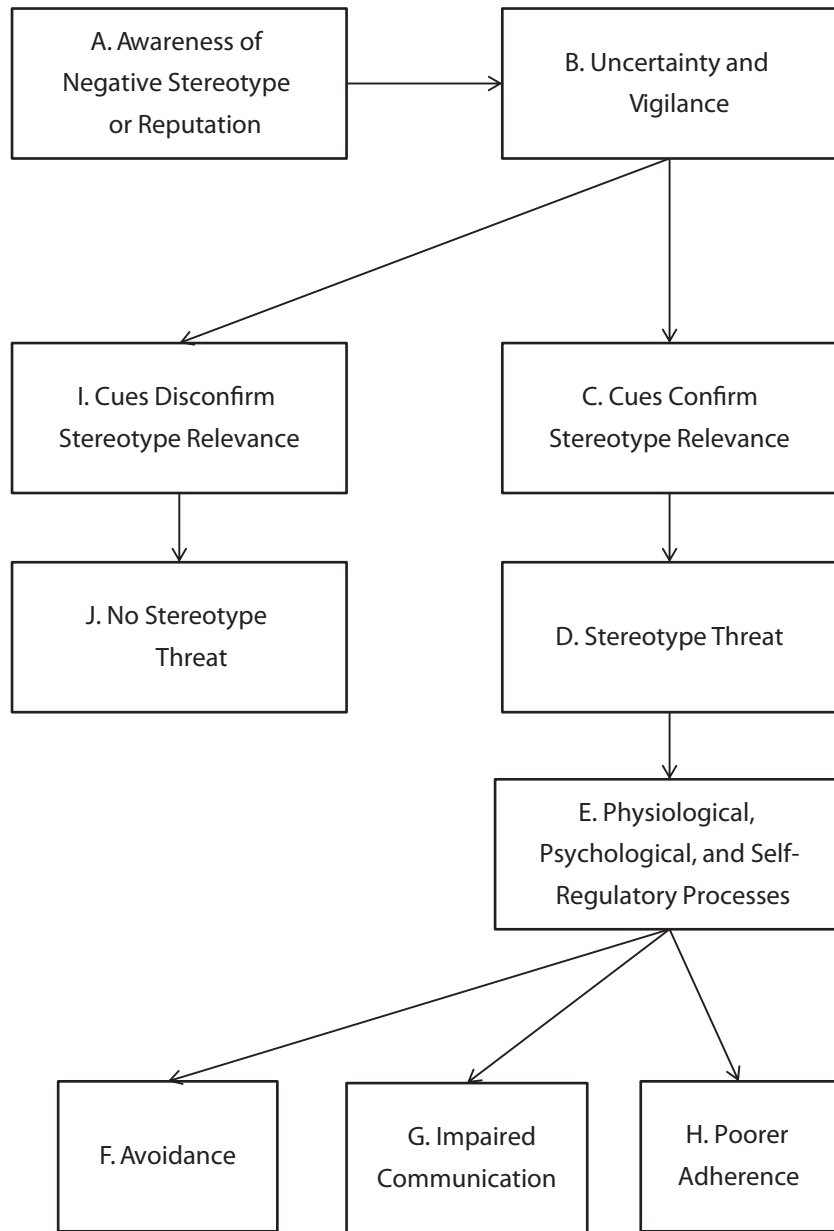 A. Awareness of
Negative Stereotype
or Reputation
B. Uncertainty and
Vigilance
I. Cues Disconfirm
Stereotype Relevance
C. Cues Confirm
Stereotype Relevance
J. No Stereotype
Threat
D. Stereotype Threat
E. Physiological,
Psychological, and Self-
Regulatory Processes
F. Avoidance
G. Impaired
Communication
H. Poorer
Adherence